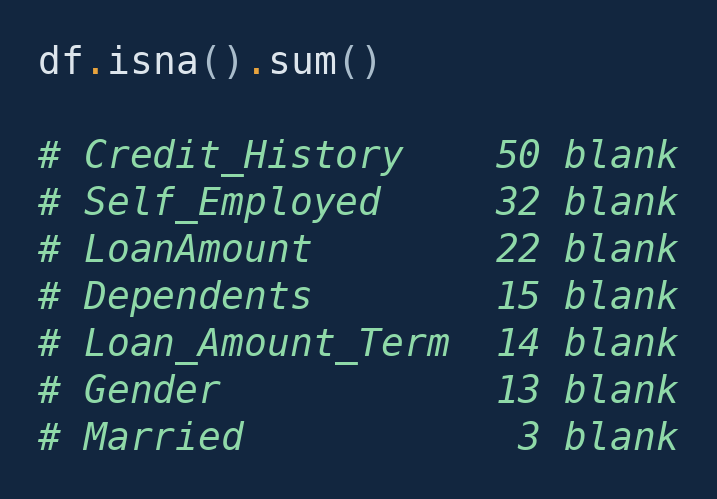 df.isna().sum()
# Credit_History    50 blank
# Self_Employed     32 blank
# LoanAmount        22 blank
# Dependents        15 blank
# Loan_Amount_Term  14 blank
# Gender            13 blank
# Married            3 blank